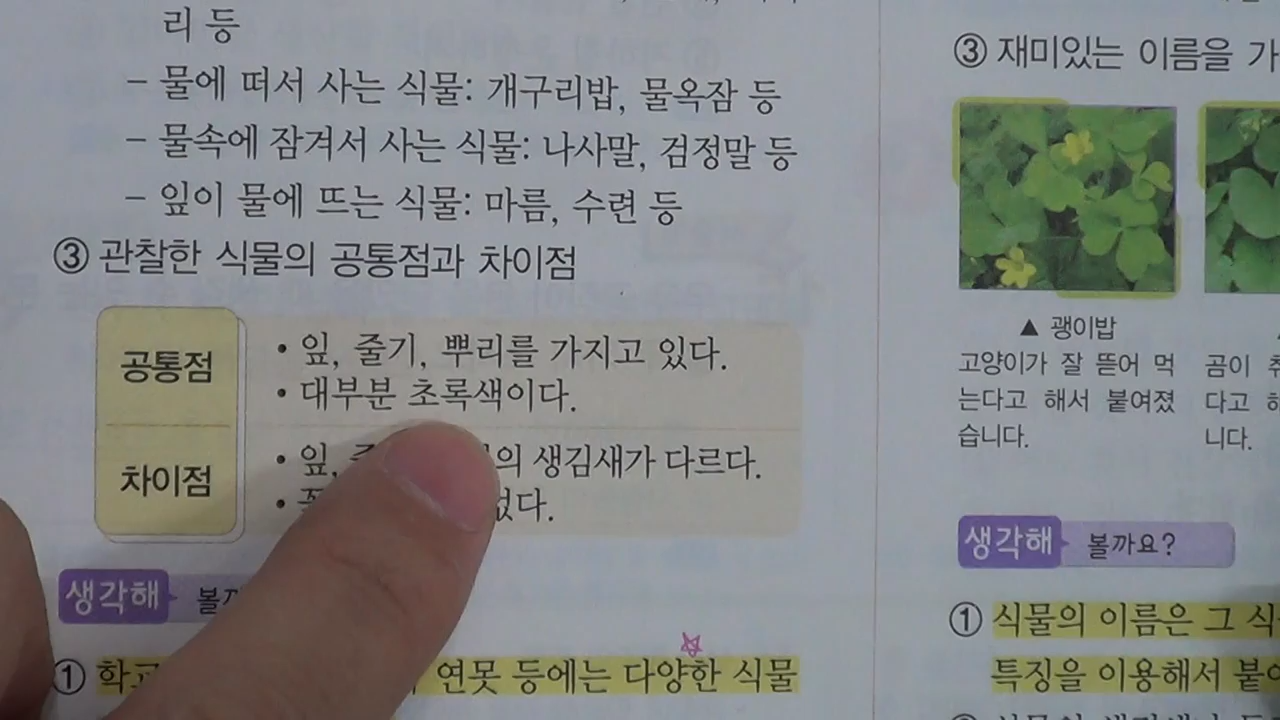 리 등
- 물에 떠서 사는 식물: 개구리밥, 물옥잠 등
- 물속에 잠겨서 사는 식물: 나사말, 검정말 등
- 잎이 물에 뜨는 식물: 마름, 수련 등
③ 관찰한 식물의 공통점과 차이점
공통점
• 잎, 줄기, 뿌리를 가지고 있다.
• 대부분 초록색이다.
차이점
• 잎, 의 생김새가 다르다.
•
생각해
① 연못 등에는 다양한 식물
③ 재미있는 이름을
▲ 괭이밥
고양이가 잘 뜯어 먹
는다고 해서 붙여졌
습니다.
곰이
다고
니다.
생각해 볼까요?
① 식물의 이름은 그
특징을 이용해서